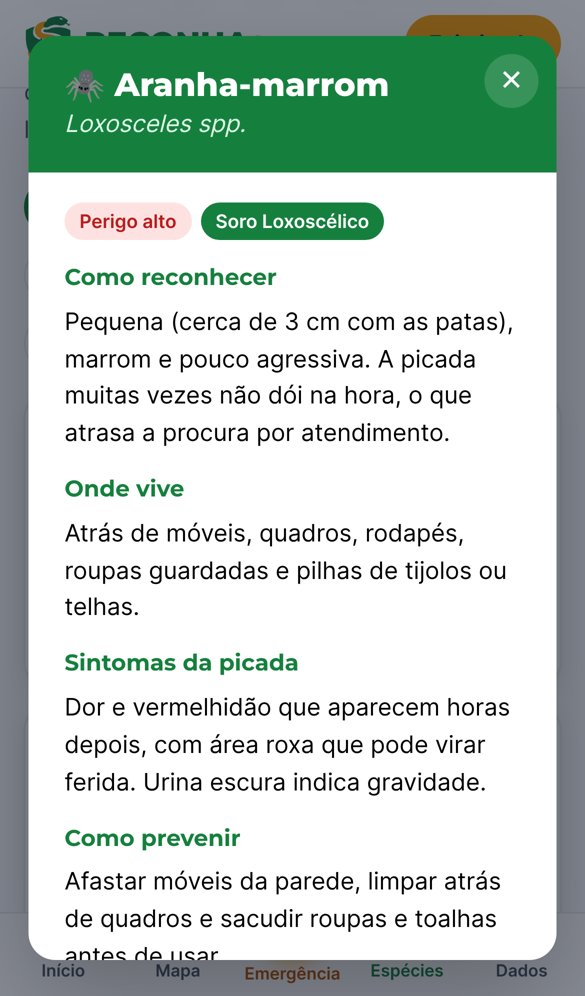 Aranha-marrom
Loxosceles spp.
Perigo alto
Soro Loxoscélico
Como reconhecer
Pequena (cerca de 3 cm com as patas),
marrom e pouco agressiva. A picada
muitas vezes não dói na hora, o que
atrasa a procura por atendimento.
Onde vive
Atrás de móveis, quadros, rodapés,
roupas guardadas e pilhas de tijolos ou
telhas.
Sintomas da picada
Dor e vermelhidão que aparecem horas
depois, com área roxa que pode virar
ferida. Urina escura indica gravidade.
Como prevenir
Afastar móveis da parede, limpar atrás
de quadros e sacudir roupas e toalhas
antes de usar
Início
Mapa
Emergência
Espécies
Dados